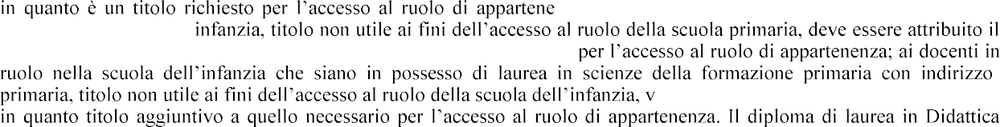 in quanto è un titolo richiesto per l'accesso al ruolo di appartene
infanzia, titolo non utile ai fini dell'accesso al ruolo della scuola primaria, deve essere attribuito il
per l'accesso al ruolo di appartenenza; ai docenti in
ruolo nella scuola dell'infanzia che siano in possesso di laurea in scienze della formazione primaria con indirizzo
primaria, titolo non utile ai fini dell'accesso al ruolo della scuola dell'infanzia, v
in quanto titolo aggiuntivo a quello necessario per l'accesso al ruolo di appartenenza. Il diploma di laurea in Didattica